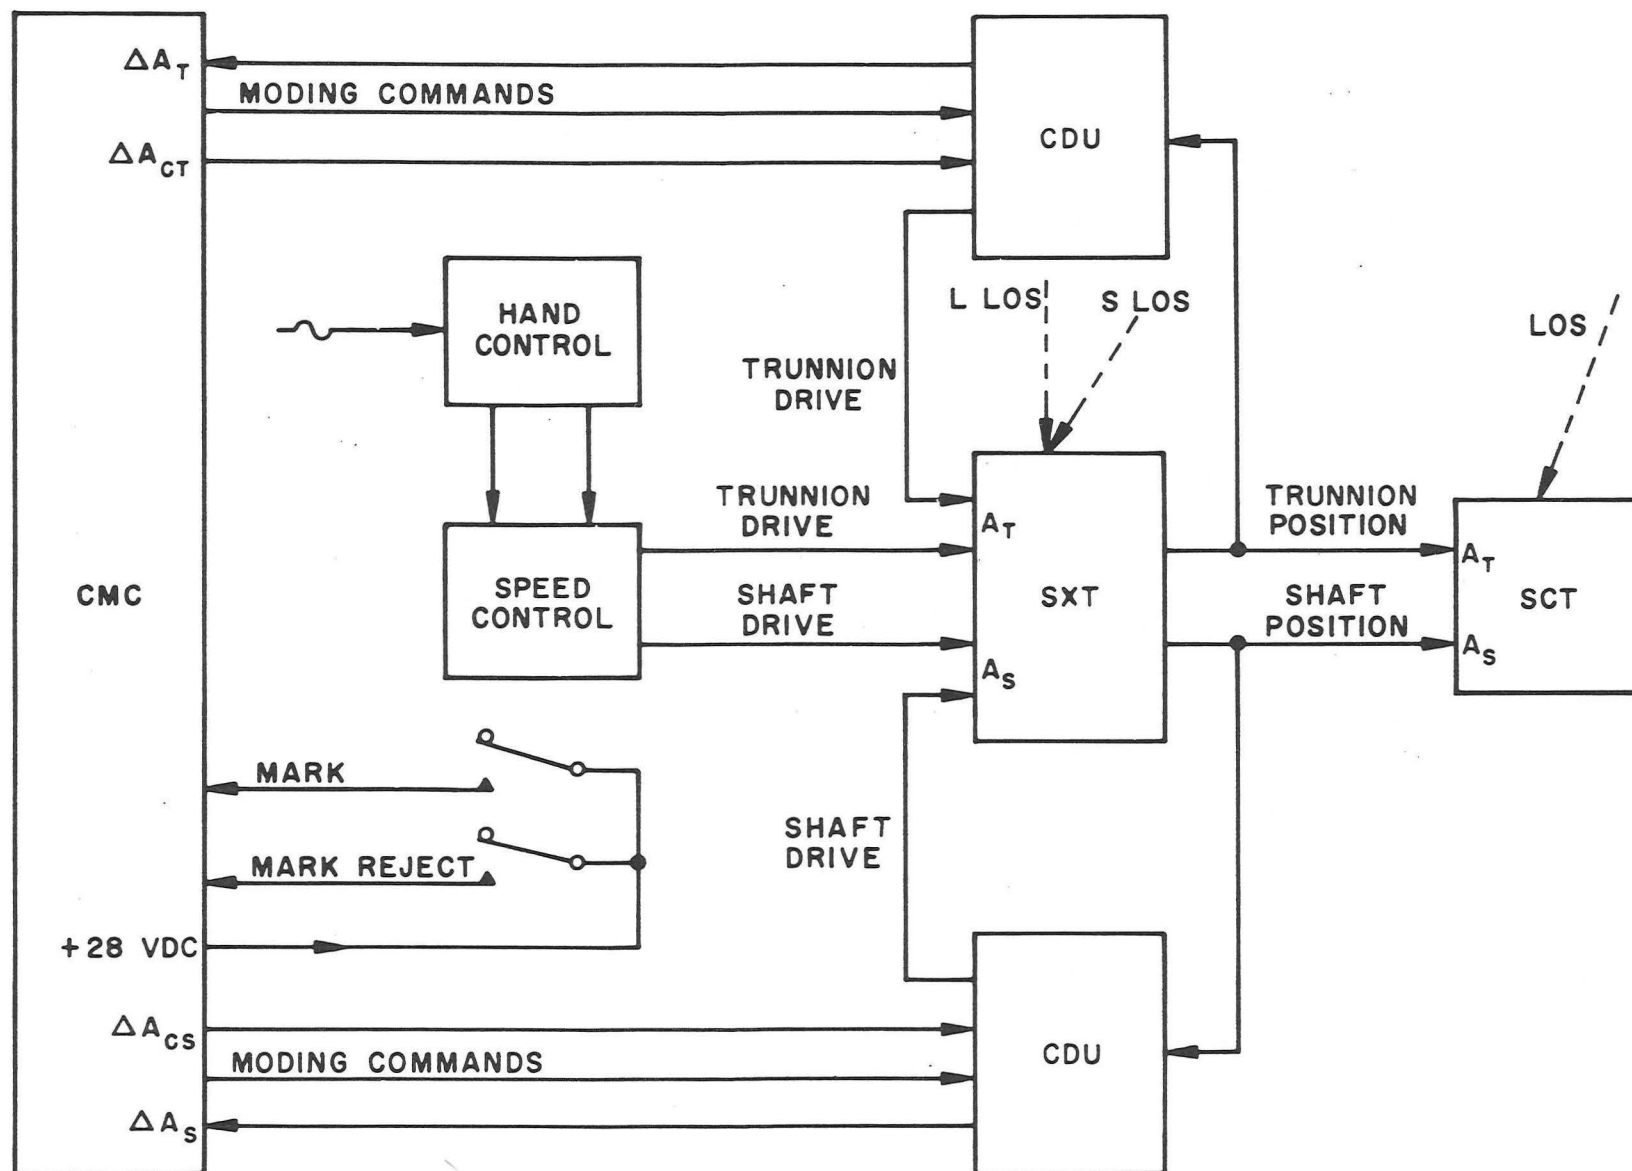 ΔA_T
MODING COMMANDS
ΔA_CT
CDU
HAND
CONTROL
L LOS
S LOS
LOS
TRUNNION
DRIVE
TRUNNION
DRIVE
A_T
TRUNNION
POSITION
A_T
CMC
SPEED
CONTROL
SHAFT
DRIVE
SXT
SHAFT
POSITION
SCT
A_S
A_S
MARK
SHAFT
DRIVE
MARK REJECT
+28 VDC
ΔA_CS
MODING COMMANDS
CDU
ΔA_S